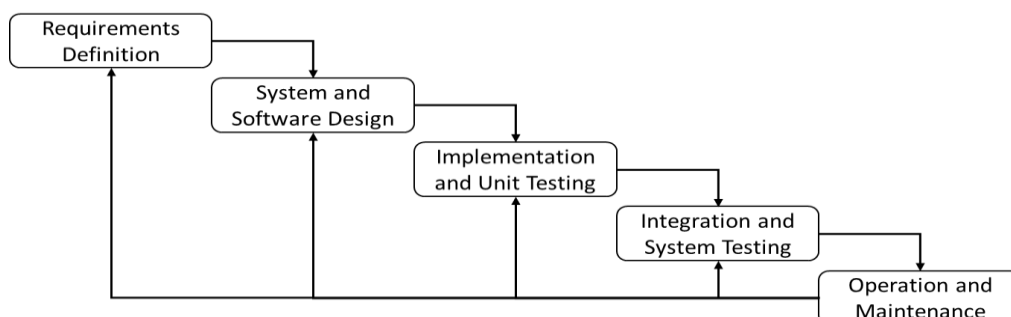 Requirements
Definition
System and
Software Design
Implementation
and Unit Testing
Integration and
System Testing
Operation and
Maintenance